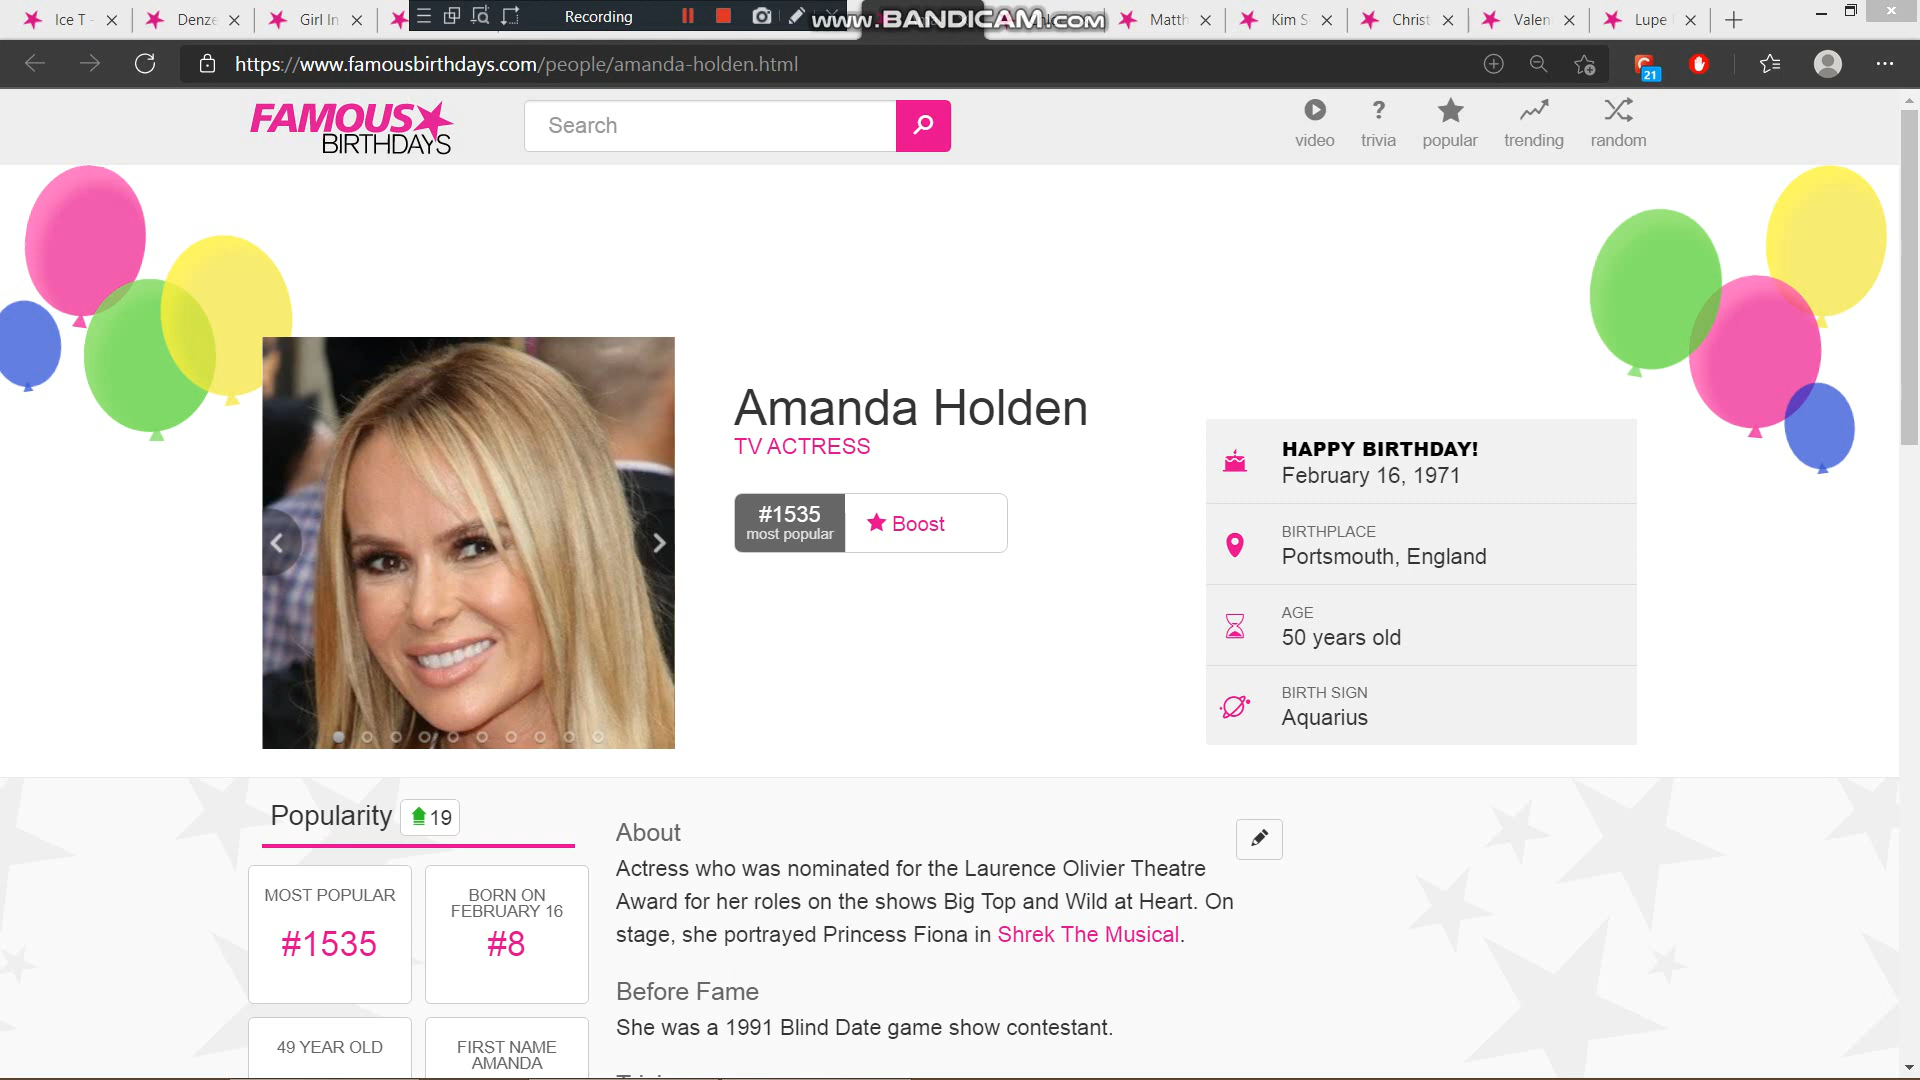 Ice T -
Denze
Girl In
Recording
www.BANDICAM.com
Matth
Kim S
Christ
Valen
Lupe
https://www.famousbirthdays.com/people/amanda-holden.html
21
FAMOUS
BIRTHDAYS
Search
video
trivia
popular
trending
random
Amanda Holden
TV ACTRESS
#1535
most popular
Boost
HAPPY BIRTHDAY!
February 16, 1971
BIRTHPLACE
Portsmouth, England
AGE
50 years old
BIRTH SIGN
Aquarius
Popularity
19
MOST POPULAR
#1535
BORN ON
FEBRUARY 16
#8
49 YEAR OLD
FIRST NAME
AMANDA
About
Actress who was nominated for the Laurence Olivier Theatre
Award for her roles on the shows Big Top and Wild at Heart. On
stage, she portrayed Princess Fiona in Shrek The Musical.
Before Fame
She was a 1991 Blind Date game show contestant.